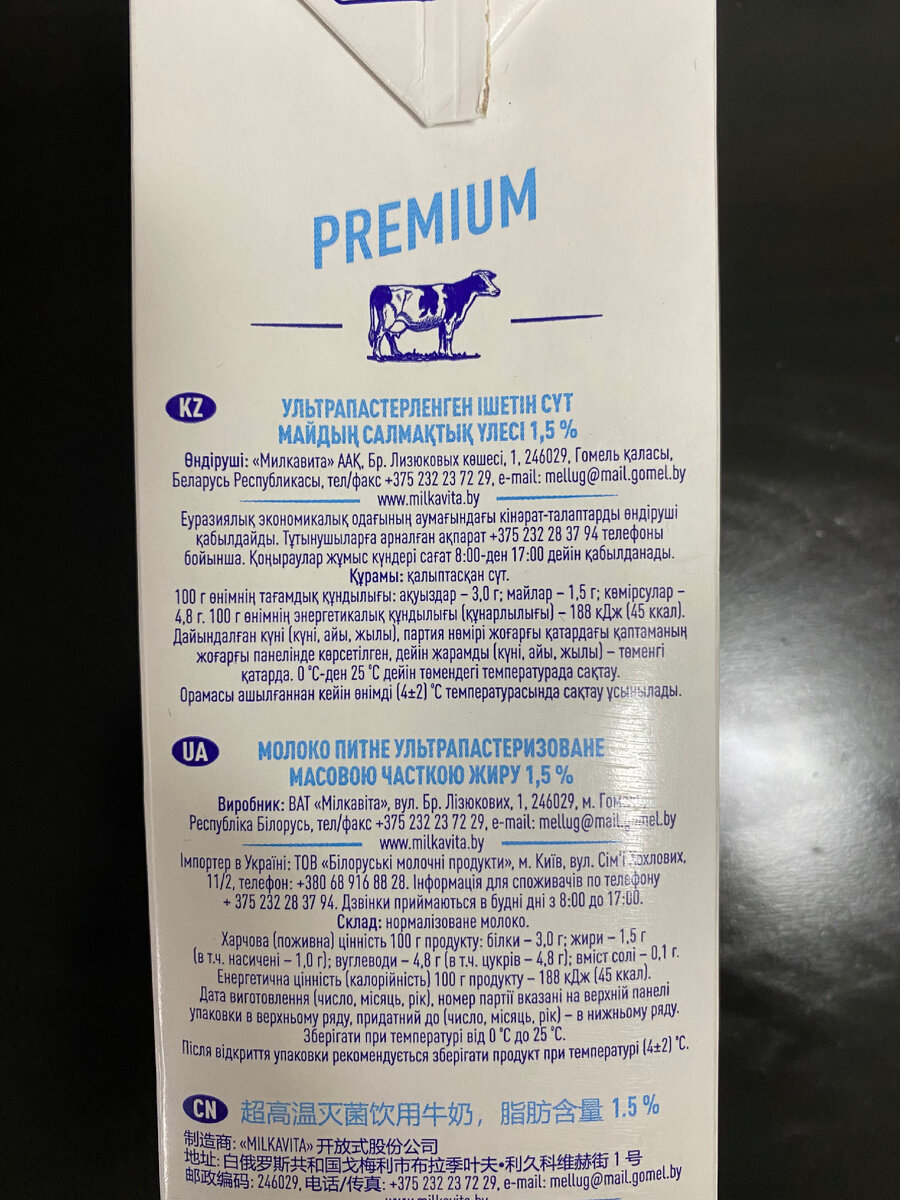 PREMIUM
KZ
УЛЬТРАПАСТЕРЛЕНГЕН ІШЕТІН СҮТ
МАЙДЫҢ САЛМАҚТЫҚ ҮЛЕСІ 1,5 %
Өндіруші: «Милкавита» ААҚ, Бр. Лизюковых көшесі, 1, 246029, Гомель қаласы,
Беларусь Республикасы, тел/факс +375 232 23 72 29, e-mail: mellug@mail.gomel.by
www.milkavita.by
Еуразиялық экономикалық одағының аумағындағы кінәрат-талаптарды өндіруші
қабылдайды. Тұтынушыларға арналған ақпарат +375 232 28 37 94 телефоны
бойынша. Қоңыраулар жұмыс күндері сағат 8:00-ден 17:00 дейін қабылданады.
Құрамы: қалыптасқан сүт.
100 г өнімнің тағамдық құндылығы: ақуыздар – 3,0 г; майлар – 1,5 г; көмірсулар –
4,8 г. 100 г өнімнің энергетикалық құндылығы (құнарлылығы) – 188 кДж (45 ккал).
Дайындалған күні (күні, айы, жылы), партия нөмірі жоғарғы қатардағы қаптаманың
жоғарғы панелінде көрсетілген, дейін жарамды (күні, айы, жылы) – төменгі
қатарда. 0 °С-ден 25 °С дейін төмендегі температурада сақтау.
Орамасы ашылғаннан кейін өнімді (4±2) °С температурасында сақтау ұсынылады.
UA
МОЛОКО ПИТНЕ УЛЬТРАПАСТЕРИЗОВАНЕ
МАСОВОЮ ЧАСТКОЮ ЖИРУ 1,5 %
Виробник: ВАТ «Мілкавіта», вул. Бр. Лізюкових, 1, 246029, м.
Республіка Білорусь, тел/факс +375 232 23 72 29, e-mail: mellug@mail.gomel.by
www.milkavita.by
Імпортер в Україні: ТОВ «Білоруські молочні продукти», м. Київ, вул. Сім'ї Хохлових,
11/2, телефон: +380 68 916 88 28. Інформація для споживачів по телефону
+ 375 232 28 37 94. Дзвінки приймаються в будні дні з 8:00 до 17:00.
Склад: нормалізоване молоко.
Харчова (поживна) цінність 100 г продукту: білки – 3,0 г; жири – 1,5 г
(в т.ч. насичені – 1,0 г); вуглеводи – 4,8 г (в т.ч. цукрів – 4,8 г); вміст солі – 0,1 г.
Енергетична цінність (калорійність) 100 г продукту – 188 кДж (45 ккал).
Дата виготовлення (число, місяць, рік), номер партії вказані на верхній панелі
упаковки в верхньому ряду, придатний до (число, місяць, рік) – в нижньому ряду.
Зберігати при температурі від 0 °С до 25 °С.
Після відкриття упаковки рекомендується зберігати продукт при температурі (4±2) °С.
CN
超高温灭菌饮用牛奶，脂肪含量 1.5 %
制造商: «MILKAVITA» 开放式股份公司
地址: 白俄罗斯共和国戈梅利市布拉季叶夫•利久科维赫街 1 号
邮政编码: 246029, 电话/传真: +375 232 23 72 29, e-mail: mellug@mail.gomel.by
www.milkavita.by